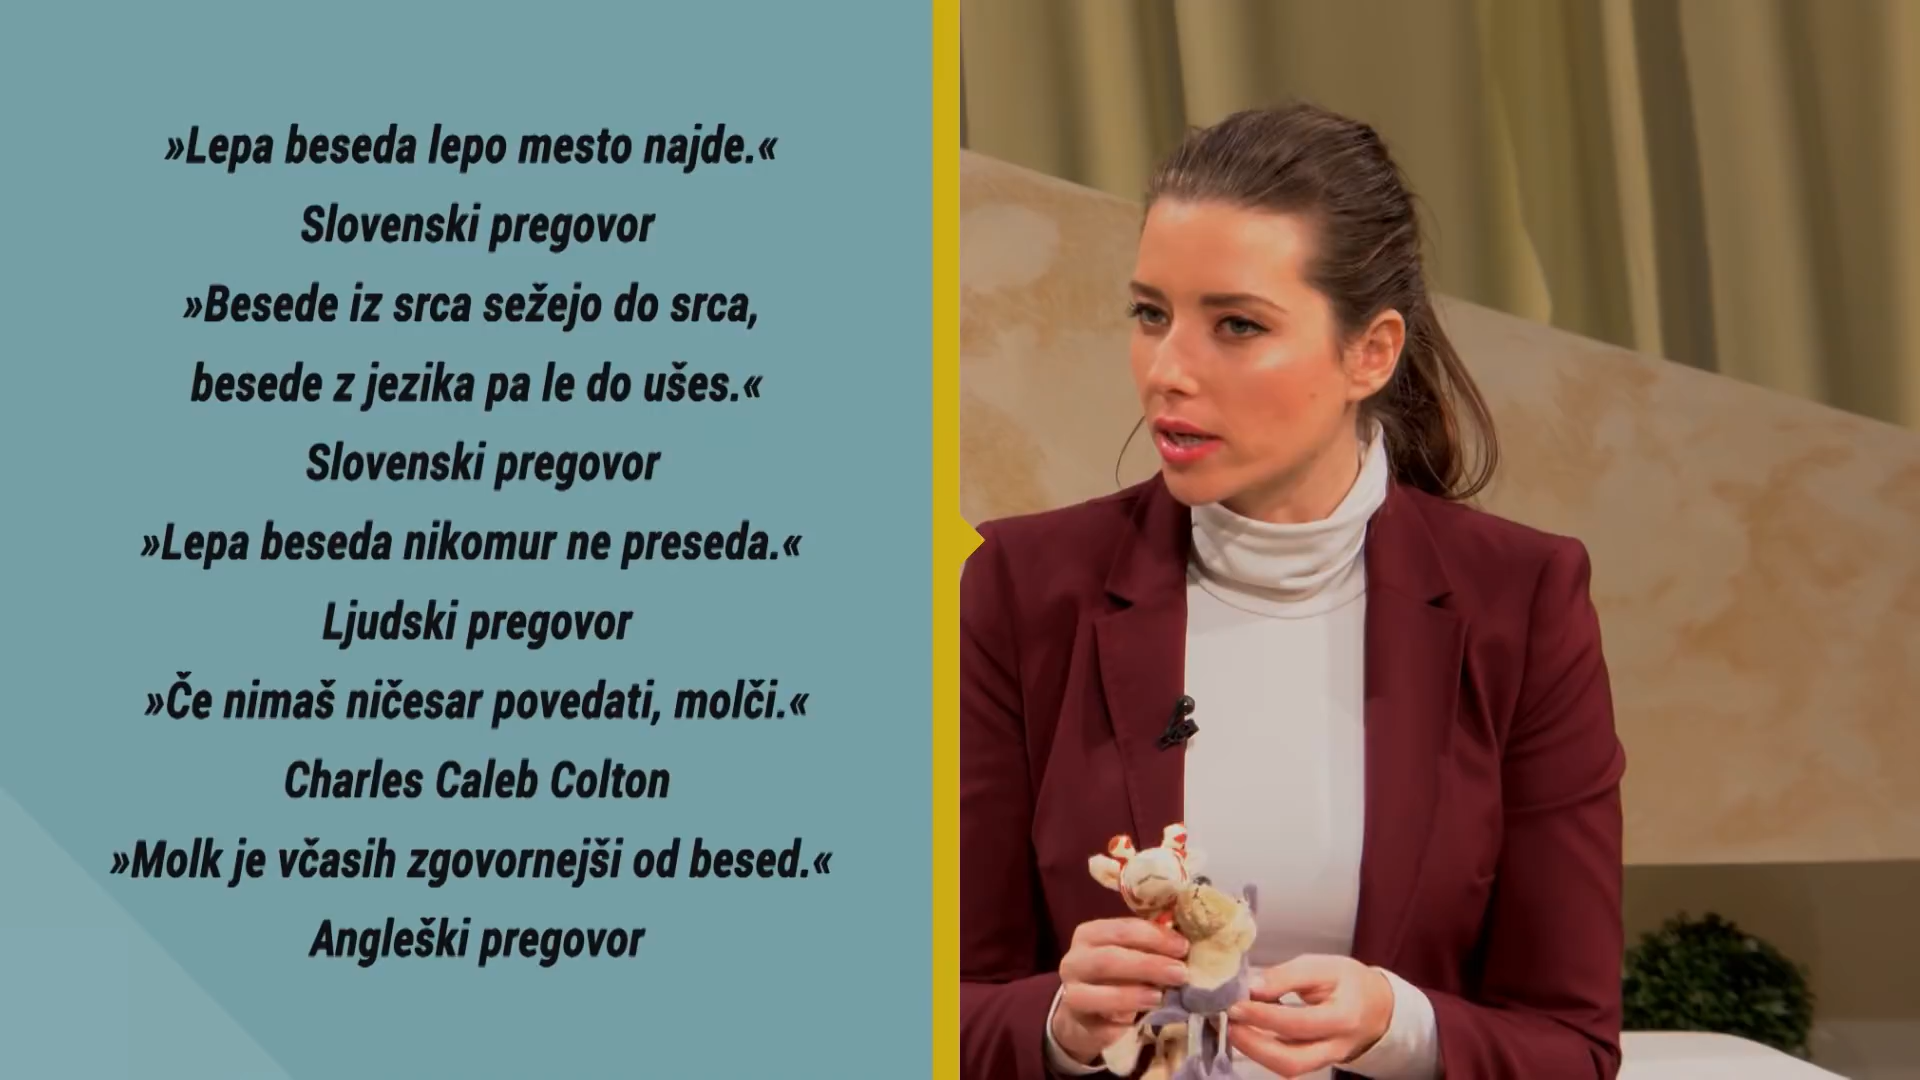 »Lepa beseda lepo mesto najde.«
Slovenski pregovor
»Besede iz srca sežejo do srca,
besede z jezika pa le do ušes.«
Slovenski pregovor
»Lepa beseda nikomur ne preseda.«
Ljudski pregovor
»Če nimaš ničesar povedati, molči.«
Charles Caleb Colton
»Molk je včasih zgovornejši od besed.«
Angleški pregovor